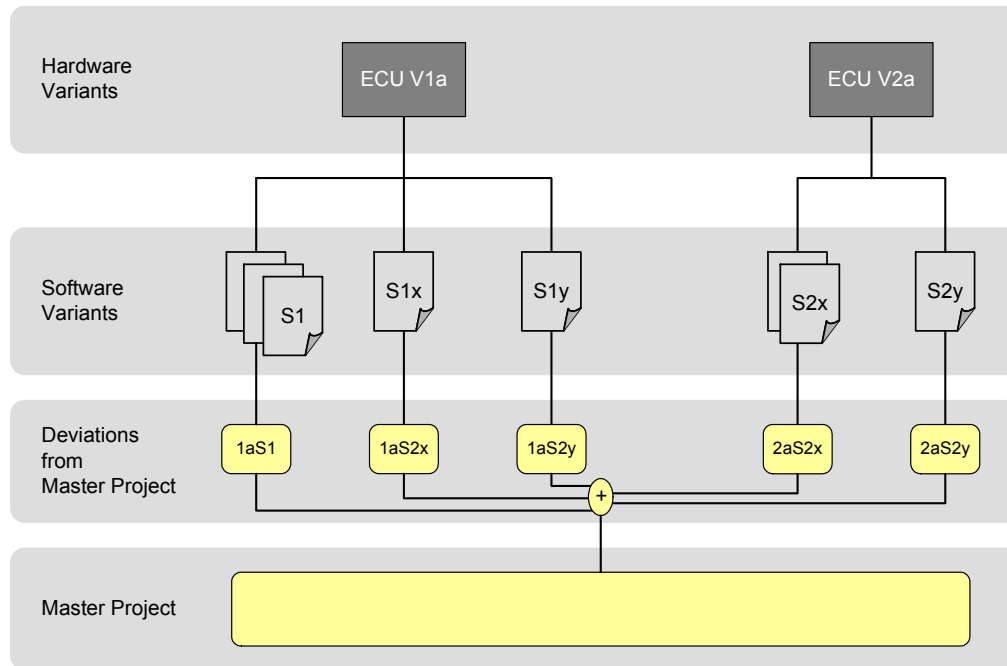 Hardware
Variants
ECU V1a
ECU V2a
Software
Variants
S1
S1x
S1y
S2x
S2y
Deviations
from
Master Project
1aS1
1aS2x
1aS2y
2aS2x
2aS2y
+
Master Project